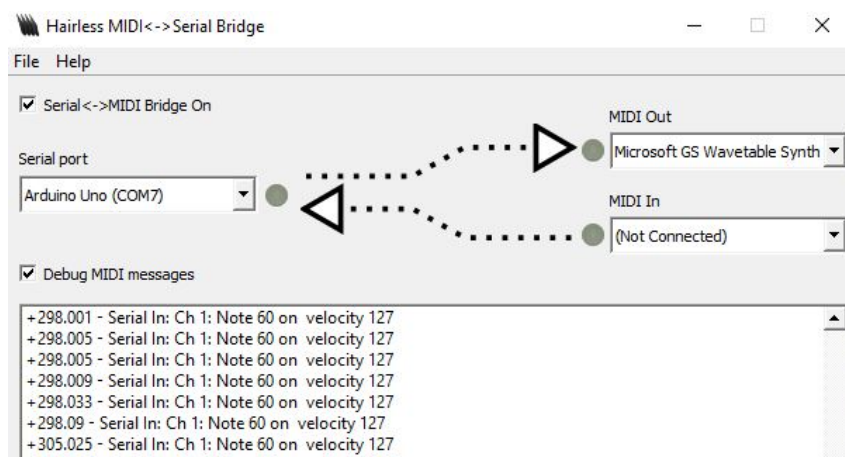 Hairless MIDI<->Serial Bridge
File Help
Serial<->MIDI Bridge On
MIDI Out
Serial port
Microsoft GS Wavetable Synth
Arduino Uno (COM7)
MIDI In
(Not Connected)
Debug MIDI messages
+298.001 - Serial In: Ch 1: Note 60 on velocity 127
+298.005 - Serial In: Ch 1: Note 60 on velocity 127
+298.005 - Serial In: Ch 1: Note 60 on velocity 127
+298.009 - Serial In: Ch 1: Note 60 on velocity 127
+298.033 - Serial In: Ch 1: Note 60 on velocity 127
+298.09 - Serial In: Ch 1: Note 60 on velocity 127
+305.025 - Serial In: Ch 1: Note 60 on velocity 127